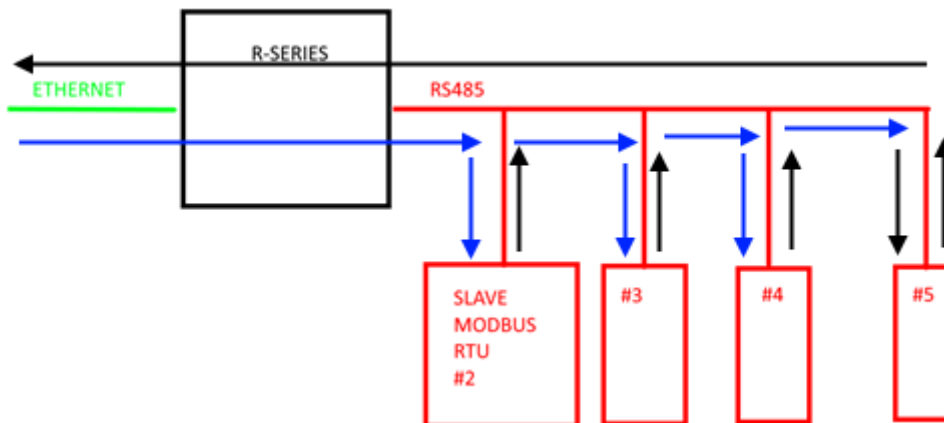 R-SERIES
ETHERNET
RS485
SLAVE
MODBUS
RTU
#2
#3
#4
#5